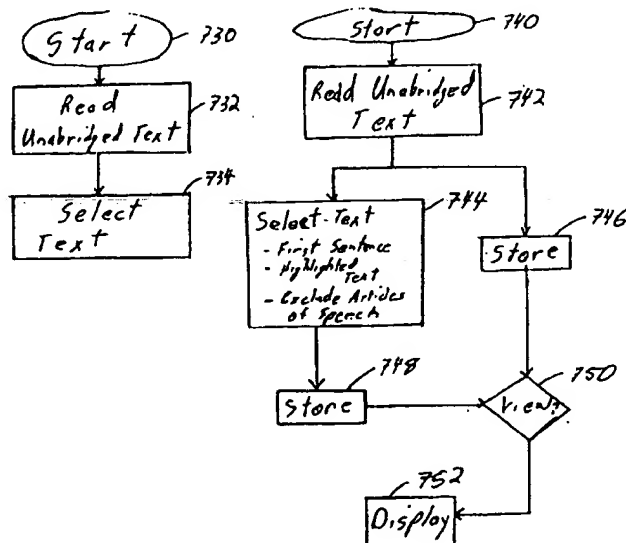 Start
730
Read
Unabridged Text
732
Select
Text
734
Start
740
Read Unabridged
Text
742
Select Text
- First Sentence
- Highlighted
Text
- Exclude Articles
of Speech
744
Store
746
Store
748
View?
750
Display
752